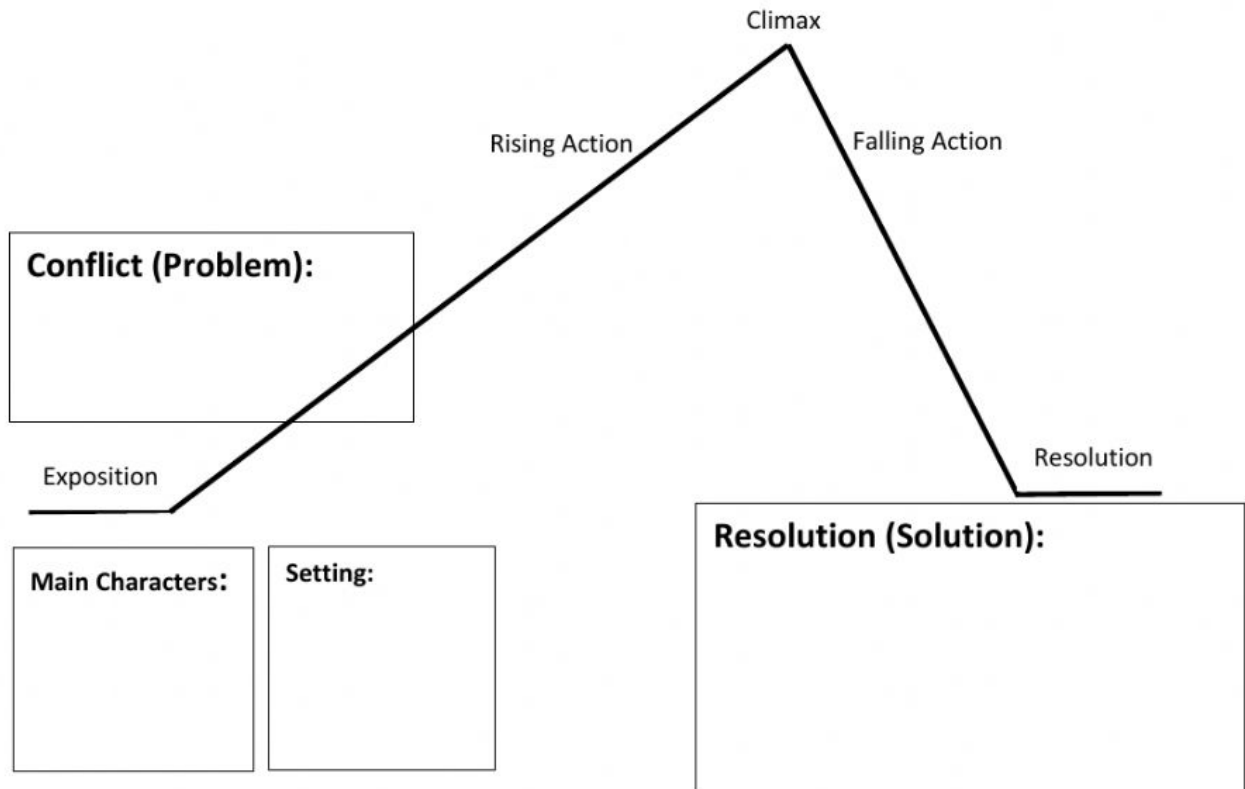 Climax
Rising Action
Falling Action
Conflict (Problem):
Exposition
Resolution
Main Characters:
Setting:
Resolution (Solution):